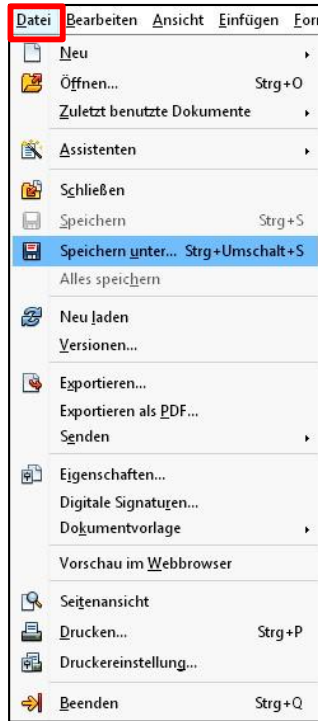 Datei Bearbeiten Ansicht Einfügen
Neu
Öffnen... Strg+O
Zuletzt benutzte Dokumente
Assistenten
Schließen
Speichern Strg+S
Speichern unter... Strg+Umschalt+S
Alles speichern
Neu laden
Versionen...
Exportieren...
Exportieren als PDF...
Senden
Eigenschaften...
Digitale Signaturen...
Dokumentvorlage
Vorschau im Webbrowser
Seitenansicht
Drucken... Strg+P
Druckereinstellung...
Beenden Strg+Q